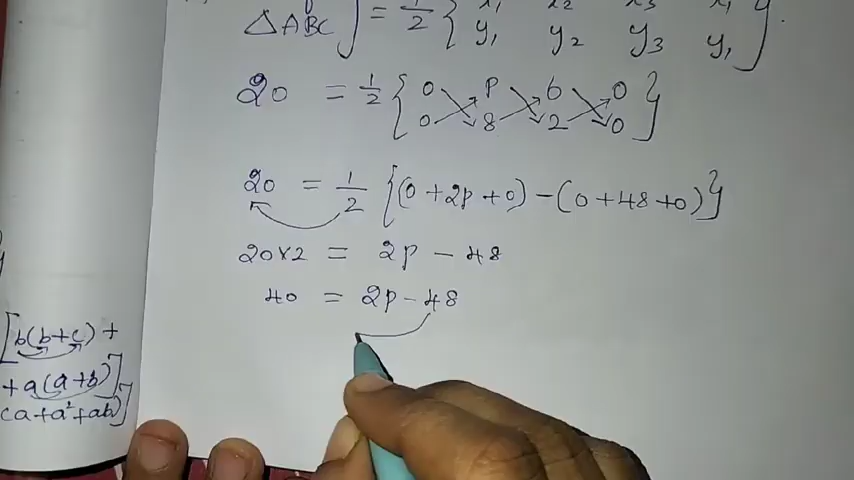 △ABC = 1/2 { x₁ x₂ x₃ x₁
y₁ y₂ y₃ y₁ }
20 = 1/2 { 0 P 6 0
0 8 2 0 }
20 = 1/2 {(0+2P+0)-(0+48+0)}
20×2 = 2P - 48
40 = 2P - 48
[b(b+c)+
+a(a+b)]
ca+a²+ab)]